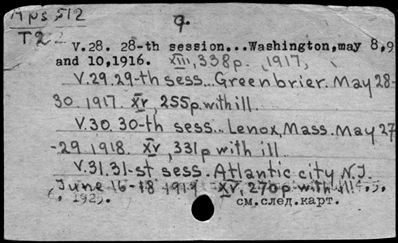 Aps 512
9.
T2
V.28. 28-th session...Washington,may 8,9
and 10,1916. XIII, 338p. ,1917,
V.29.29-th sess... Greenbrier. May 28-
30 1917. XV, 255p. with ill.
V.30. 30-th sess... Lenox, Mass. May 27
-29 1918. XV, 331p with ill.
V.31. 31-st sess. Atlantic city N.J.
June 16-18 1919 XV, 270p with ill
1925.
см.след.карт.